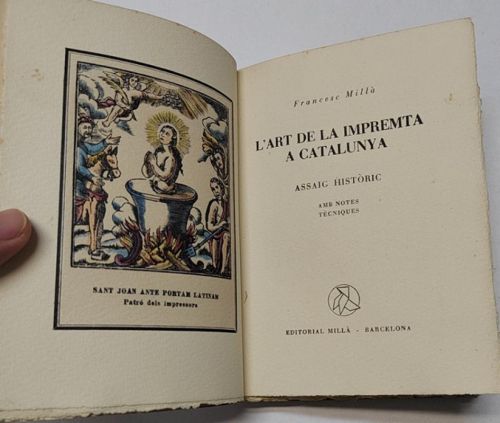 SANT JOAN ANTE PORTAM LATINAM
Patró dels impressors
Francesc Millà
L'ART DE LA IMPREMTA
A CATALUNYA
ASSAIG HISTÒRIC
AMB NOTES
TÈCNIQUES
EDITORIAL MILLÀ - BARCELONA